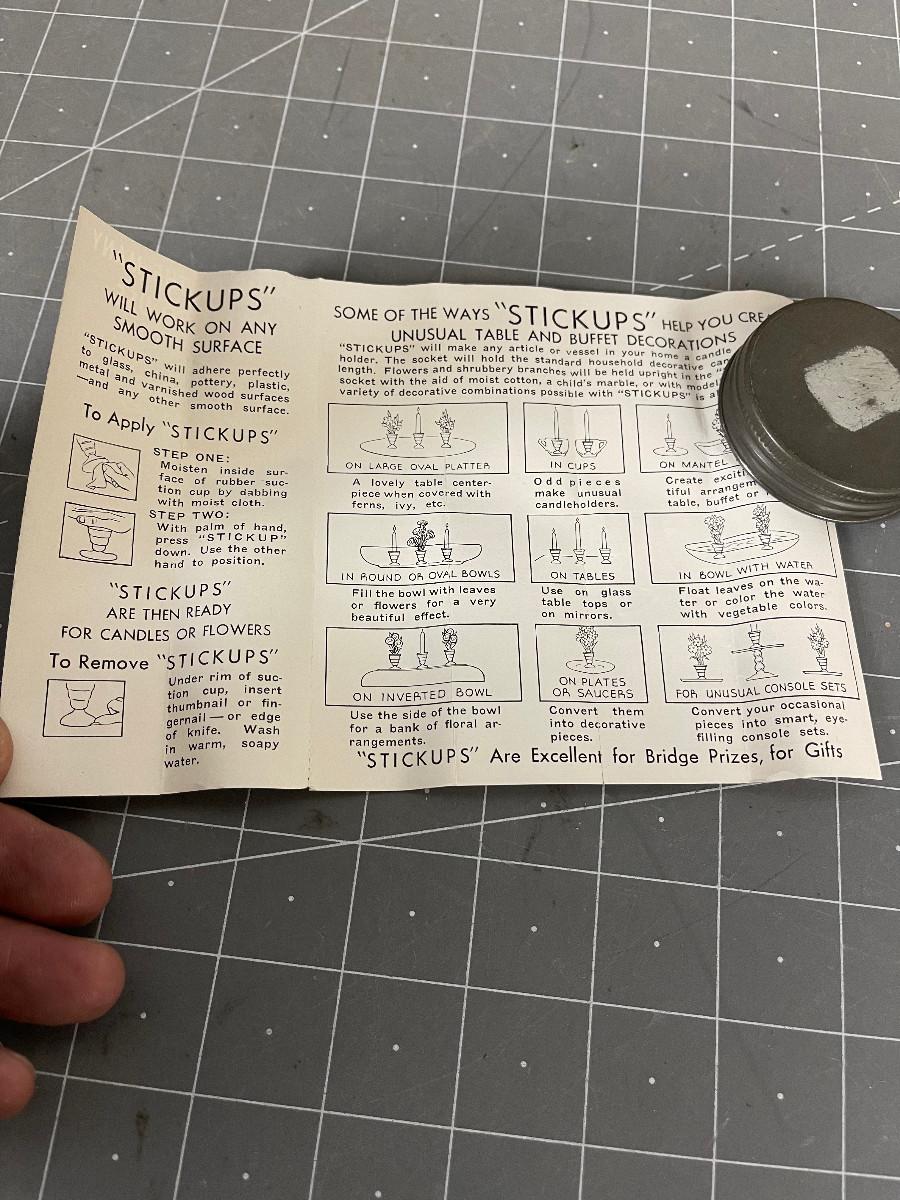 "STICKUPS"
WILL WORK ON ANY
SMOOTH SURFACE
"STICKUPS" will adhere perfectly
to glass, china, pottery, plastic,
metal and varnished wood surfaces
—and any other smooth surface.
To Apply "STICKUPS"
STEP ONE:
Moisten inside sur-
face of rubber suc-
tion cup by dabbing
with moist cloth.
STEP TWO:
With palm of hand,
press "STICKUP"
down. Use the other
hand to position.
"STICKUPS"
ARE THEN READY
FOR CANDLES OR FLOWERS
To Remove "STICKUPS"
Under rim of suc-
tion cup, insert
thumbnail or fin-
gernail — or edge
of knife. Wash
in warm, soapy
water.
SOME OF THE WAYS "STICKUPS" HELP YOU
UNUSUAL TABLE AND BUFFET DECORATIONS
"STICKUPS" will make any article or vessel in your home a candle
holder. The socket will hold the standard household decorative
length. Flowers and shrubbery branches will be held upright in the
socket with the aid of moist cotton, a child's marble, or with
variety of decorative combinations possible with "STICKUPS" is
ON LARGE OVAL PLATTER
A lovely table center-
piece when covered with
ferns, ivy, etc.
IN CUPS
Odd pieces
make unusual
candleholders.
ON MANTEL
Create
table, buffet or
IN ROUND OR OVAL BOWLS
Fill the bowl with leaves
or flowers for a very
beautiful effect.
ON TABLES
Use on glass
table tops or
on mirrors.
IN BOWL WITH WATER
Float leaves on the wa-
ter or color the water
with vegetable colors.
ON INVERTED BOWL
Use the side of the bowl
for a bank of floral ar-
rangements.
ON PLATES
OR SAUCERS
Convert them
into decorative
pieces.
FOR UNUSUAL CONSOLE SETS
Convert your occasional
pieces into smart, eye-
filling console sets.
"STICKUPS" Are Excellent for Bridge Prizes, for Gifts